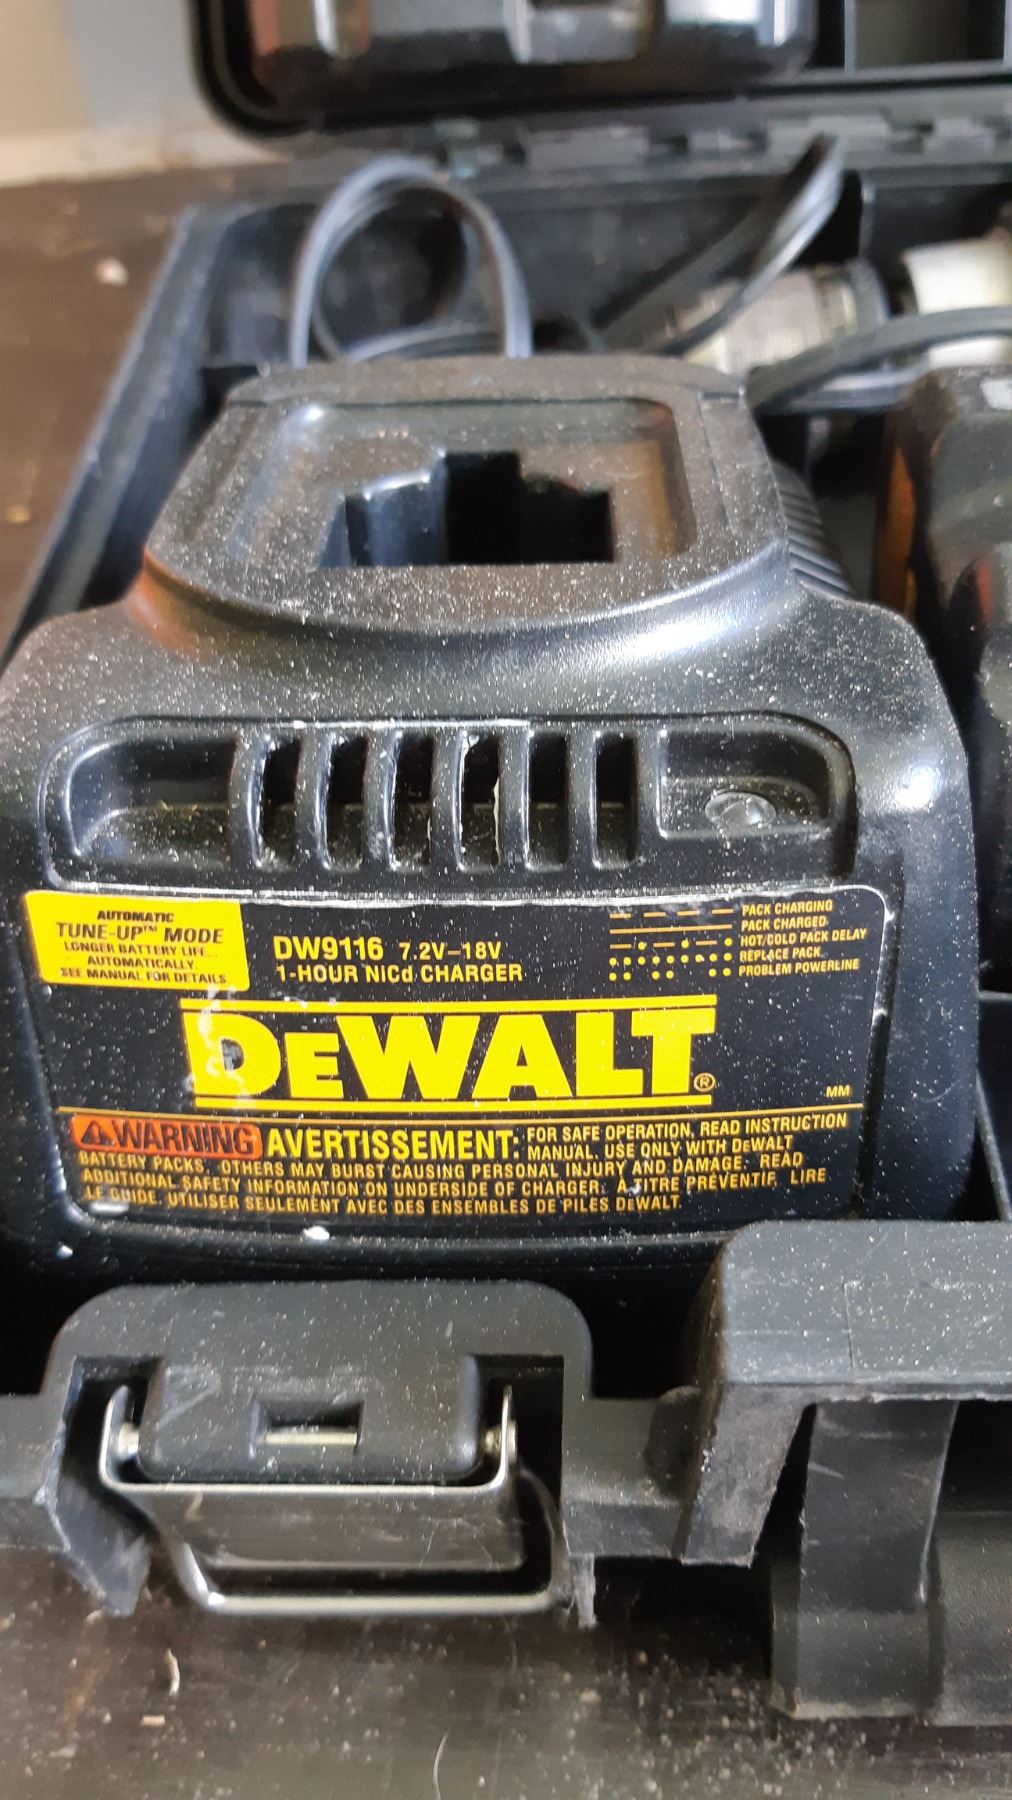 AUTOMATIC
TUNE-UP™ MODE
LONGER BATTERY LIFE...
AUTOMATICALLY
SEE MANUAL FOR DETAILS
DW9116 7.2V–18V
1-HOUR NiCd CHARGER
PACK CHARGING
PACK CHARGED
HOT/COLD PACK DELAY
REPLACE PACK
PROBLEM POWERLINE
DEWALT®
MM
WARNING AVERTISSEMENT: FOR SAFE OPERATION, READ INSTRUCTION
MANUAL. USE ONLY WITH DEWALT
BATTERY PACKS. OTHERS MAY BURST CAUSING PERSONAL INJURY AND DAMAGE. READ
ADDITIONAL SAFETY INFORMATION ON UNDERSIDE OF CHARGER. À TITRE PRÉVENTIF, LIRE
LE GUIDE. UTILISER SEULEMENT AVEC DES ENSEMBLES DE PILES DEWALT.